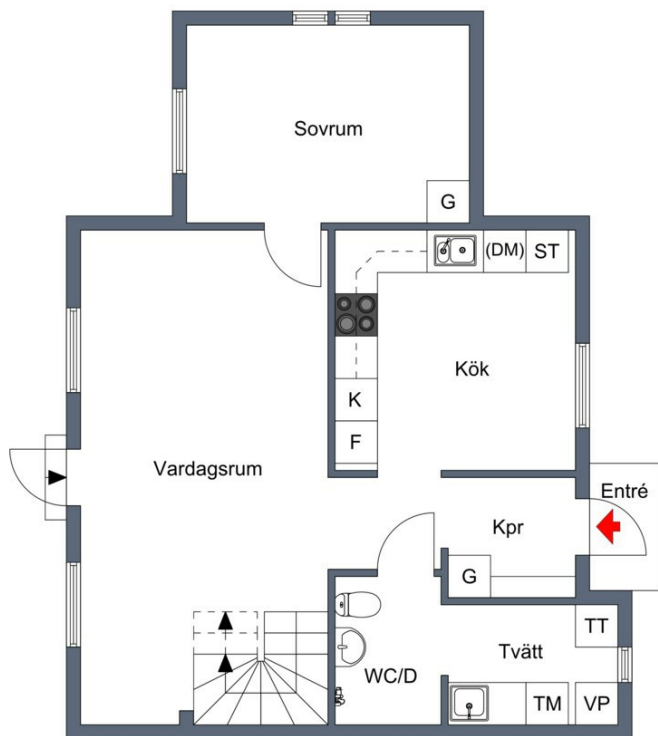 Sovrum
G
(DM) ST
Kök
K
F
Vardagsrum
Entré
Kpr
G
TT
Tvätt
WC/D
TM VP